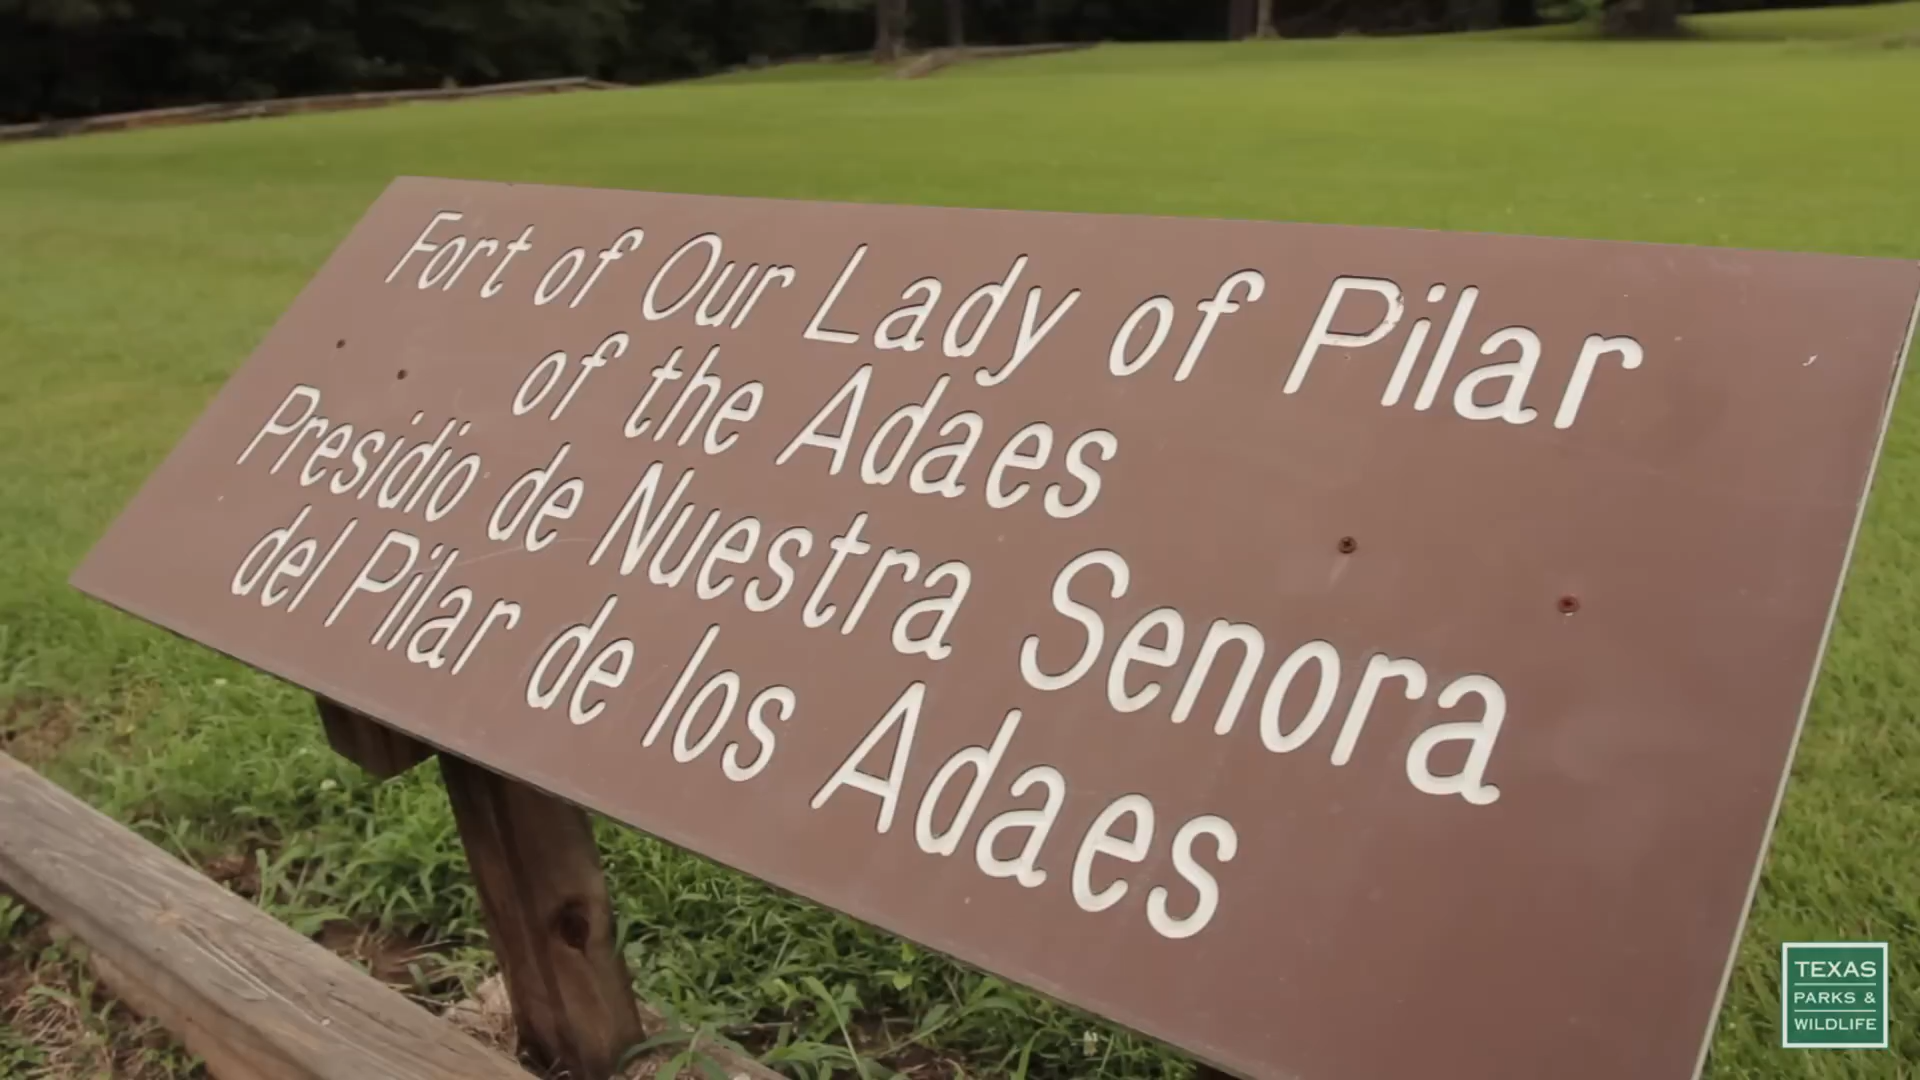 Fort of Our Lady of Pilar
of the Adaes
Presidio de Nuestra Senora
del Pilar de los Adaes
TEXAS
PARKS &
WILDLIFE